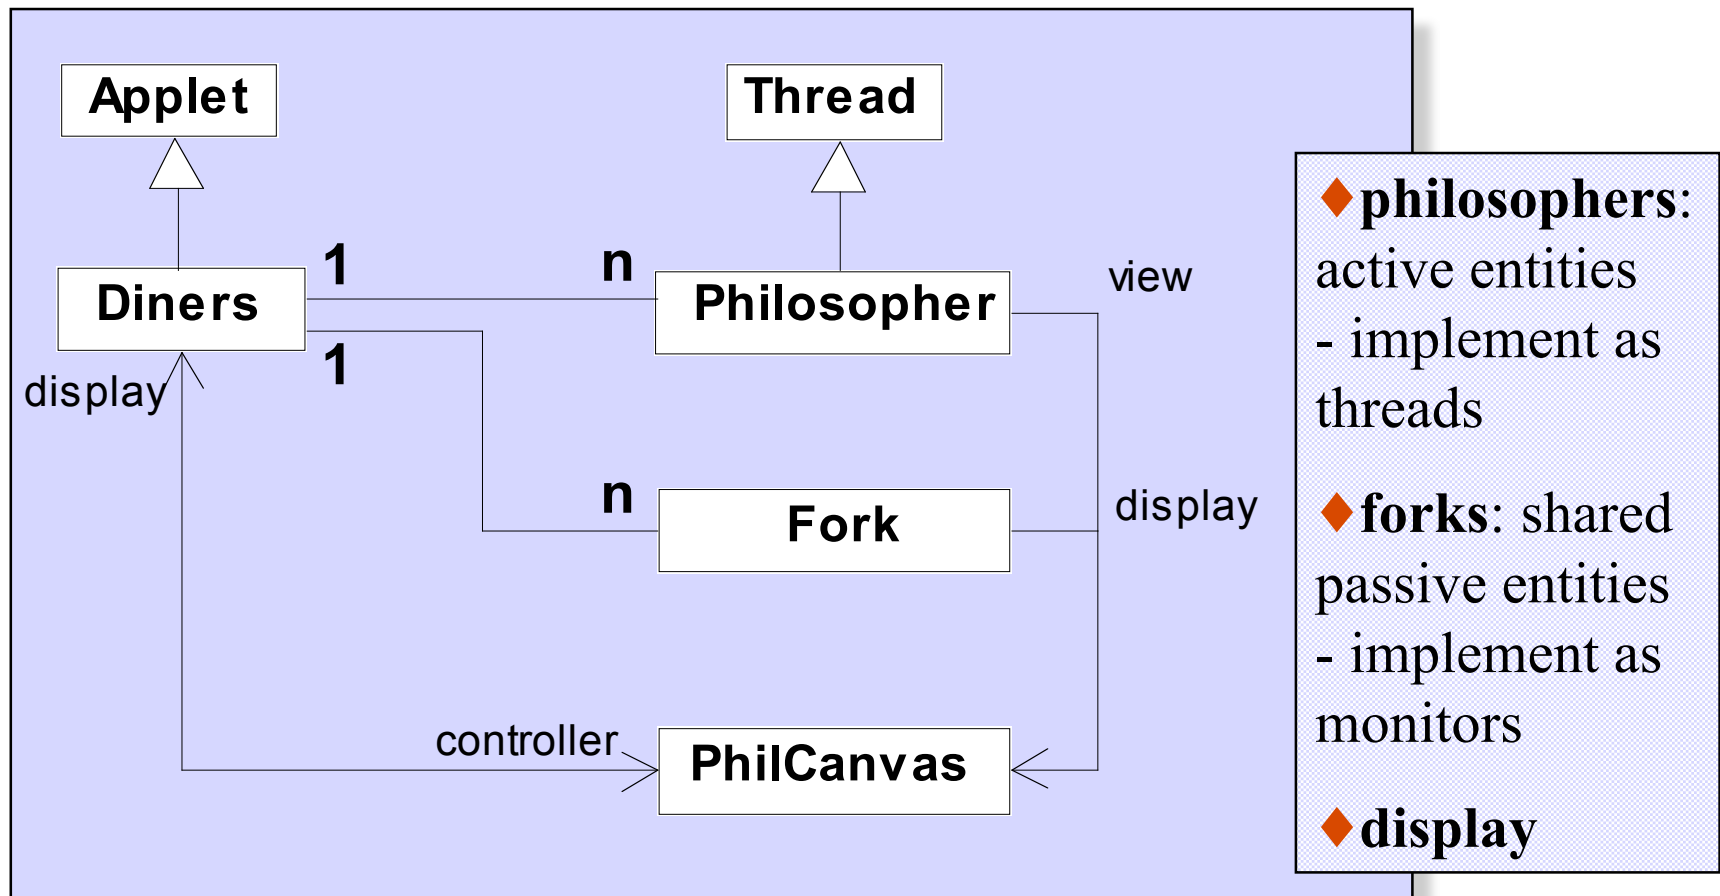 Applet
Thread
1
n
view
Diners
Philosopher
1
display
n
display
Fork
controller
PhilCanvas
♦philosophers:
active entities
- implement as
threads
♦forks: shared
passive entities
- implement as
monitors
♦display